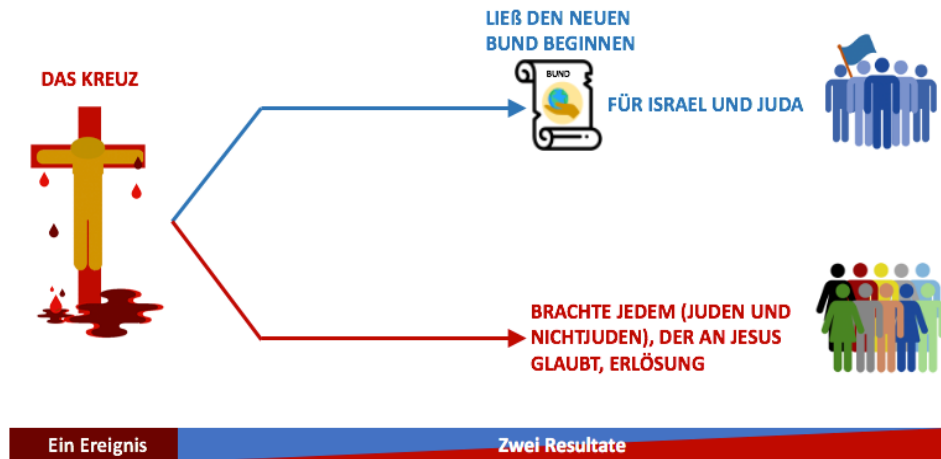 LIEß DEN NEUEN
BUND BEGINNEN
DAS KREUZ
BUND
FÜR ISRAEL UND JUDA
BRACHTE JEDEM (JUDEN UND
NICHTJUDEN), DER AN JESUS
GLAUBT, ERLÖSUNG
Ein Ereignis
Zwei Resultate